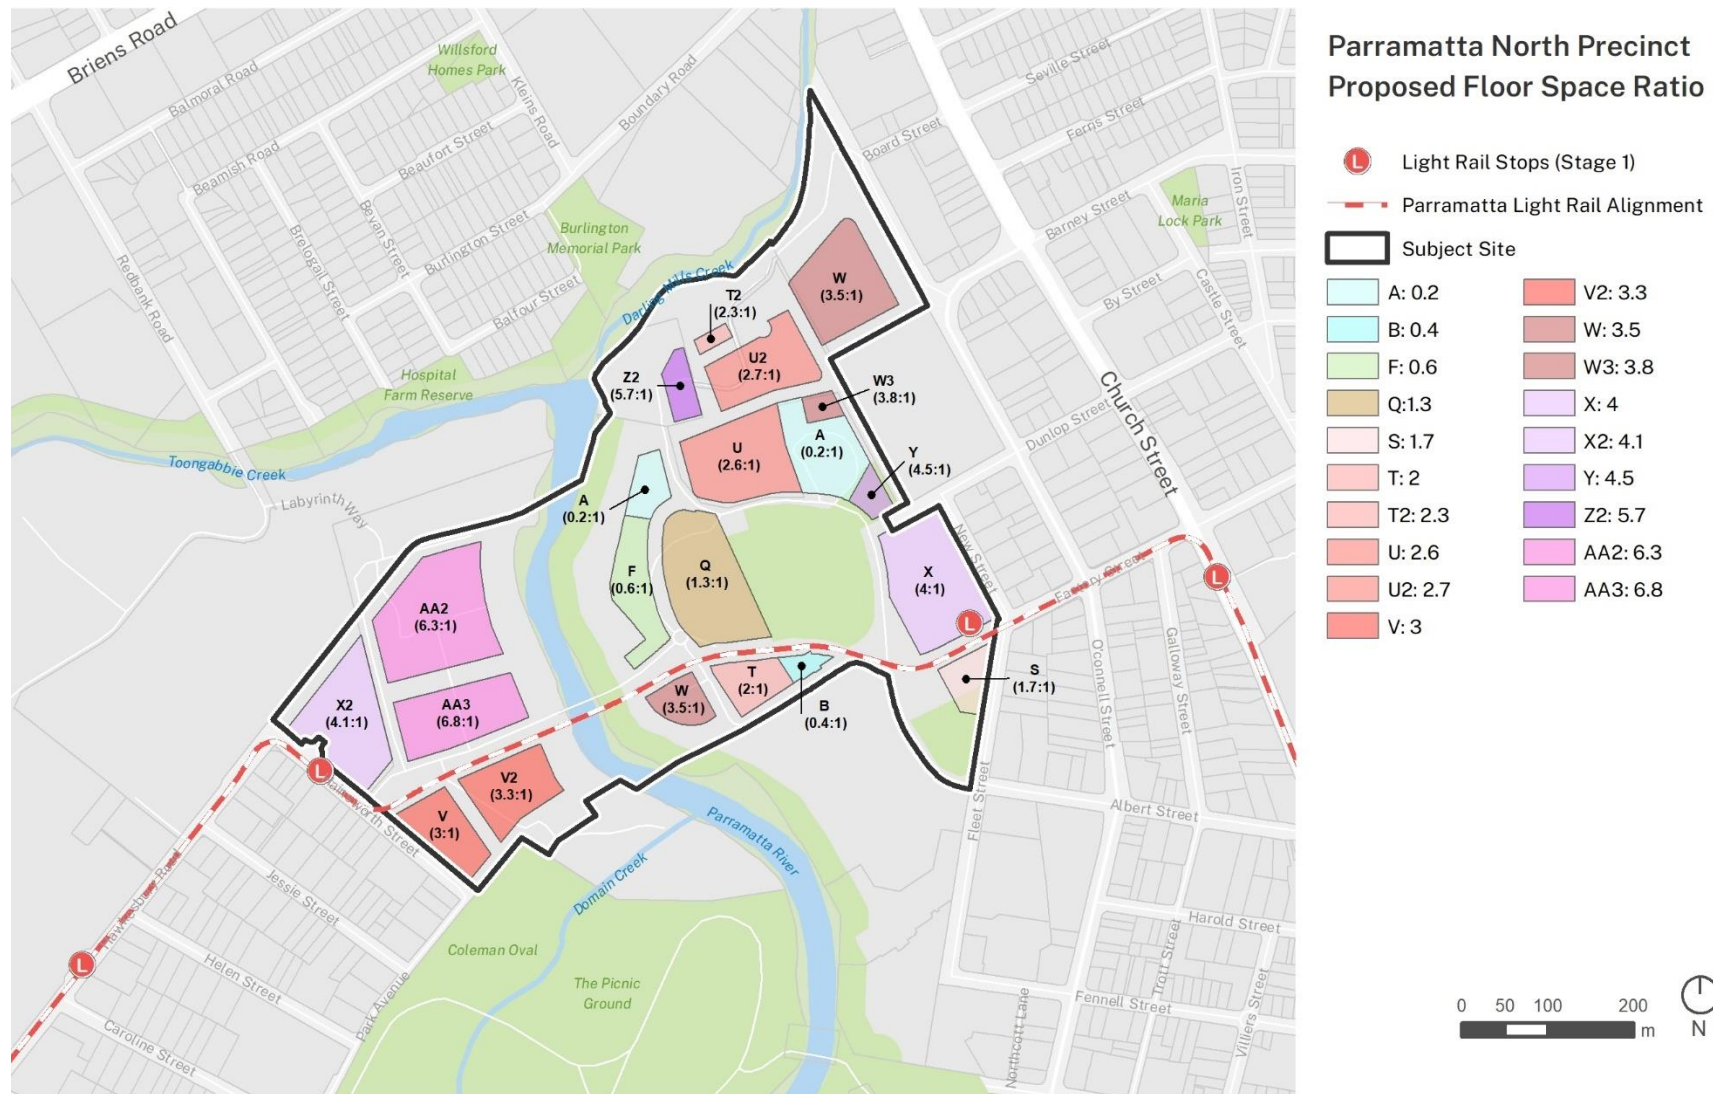 Parramatta North Precinct
Proposed Floor Space Ratio
L
Light Rail Stops (Stage 1)
Parramatta Light Rail Alignment
Subject Site
A: 0.2
B: 0.4
F: 0.6
Q:1.3
S: 1.7
T: 2
T2: 2.3
U: 2.6
U2: 2.7
V: 3
V2: 3.3
W: 3.5
W3: 3.8
X: 4
X2: 4.1
Y: 4.5
Z2: 5.7
AA2: 6.3
AA3: 6.8
0 50 100 200
m
N
Briens Road
Willsford
Homes Park
Balmoral Road
Kleins Road
Boundary Road
Beamish Road
Beaufort Street
Bevan Street
Brelogail Street
Burlington Street
Balfour Street
Redbank Road
Burlington
Memorial Park
Darling Mills Creek
Hospital
Farm Reserve
Toongabbie Creek
Labyrinth Way
Seville Street
Ferris Street
Board Street
Iron Street
Barney Street
Maria
Lock Park
By Street
Castle Street
Church Street
Dunlop Street
New Street
Factory Street
O'connell Street
Galloway Street
Albert Street
Fleet Street
Harold Street
Trott Street
Fennell Street
Villiers Street
Northcott Lane
Parramatta River
Domain Creek
Coleman Oval
The Picnic
Ground
Park Avenue
Hawkesbury Road
Jessie Street
Helen Street
Caroline Street
W
(3.5:1)
T2
(2.3:1)
U2
(2.7:1)
Z2
(5.7:1)
W3
(3.8:1)
U
(2.6:1)
A
(0.2:1)
Y
(4.5:1)
A
(0.2:1)
F
(0.6:1)
Q
(1.3:1)
X
(4:1)
L
L
AA2
(6.3:1)
AA3
(6.8:1)
X2
(4.1:1)
W
(3.5:1)
T
(2:1)
B
(0.4:1)
S
(1.7:1)
V2
(3.3:1)
V
(3:1)
L
L